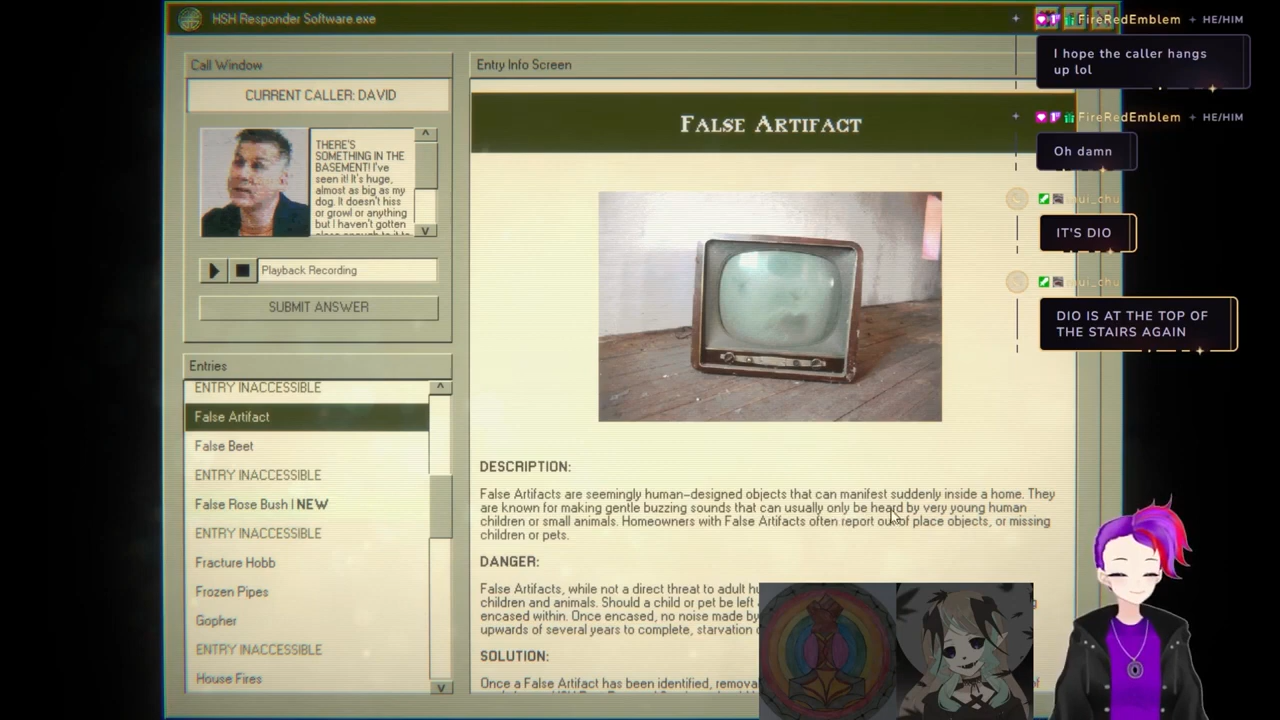 HSH Responder Software.exe
Call Window
CURRENT CALLER: DAVID
THERE'S
SOMETHING IN THE
BASEMENT! I've
seen it! It's huge,
almost as big as my
dog. It doesn't hiss
or growl or anything
but I haven't gotten
Playback Recording
SUBMIT ANSWER
Entries
ENTRY INACCESSIBLE
False Artifact
False Beet
ENTRY INACCESSIBLE
False Rose Bush | NEW
ENTRY INACCESSIBLE
Fracture Hobb
Frozen Pipes
Gopher
ENTRY INACCESSIBLE
House Fires
Entry Info Screen
FALSE ARTIFACT
DESCRIPTION:
False Artifacts are seemingly human-designed objects that can manifest suddenly inside a home. They
are known for making gentle buzzing sounds that can usually only be heard by very young human
children or small animals. Homeowners with False Artifacts often report out of place objects, or missing
children or pets.
DANGER:
False Artifacts, while not a direct threat to adult
children and animals. Should a child or pet be left
encased within. Once encased, no noise made by
upwards of several years to complete, starvation
SOLUTION:
Once a False Artifact has been identified, removal
FireRedEmblem HE/HIM
I hope the caller hangs
up lol
FireRedEmblem HE/HIM
Oh damn
IT'S DIO
DIO IS AT THE TOP OF
THE STAIRS AGAIN